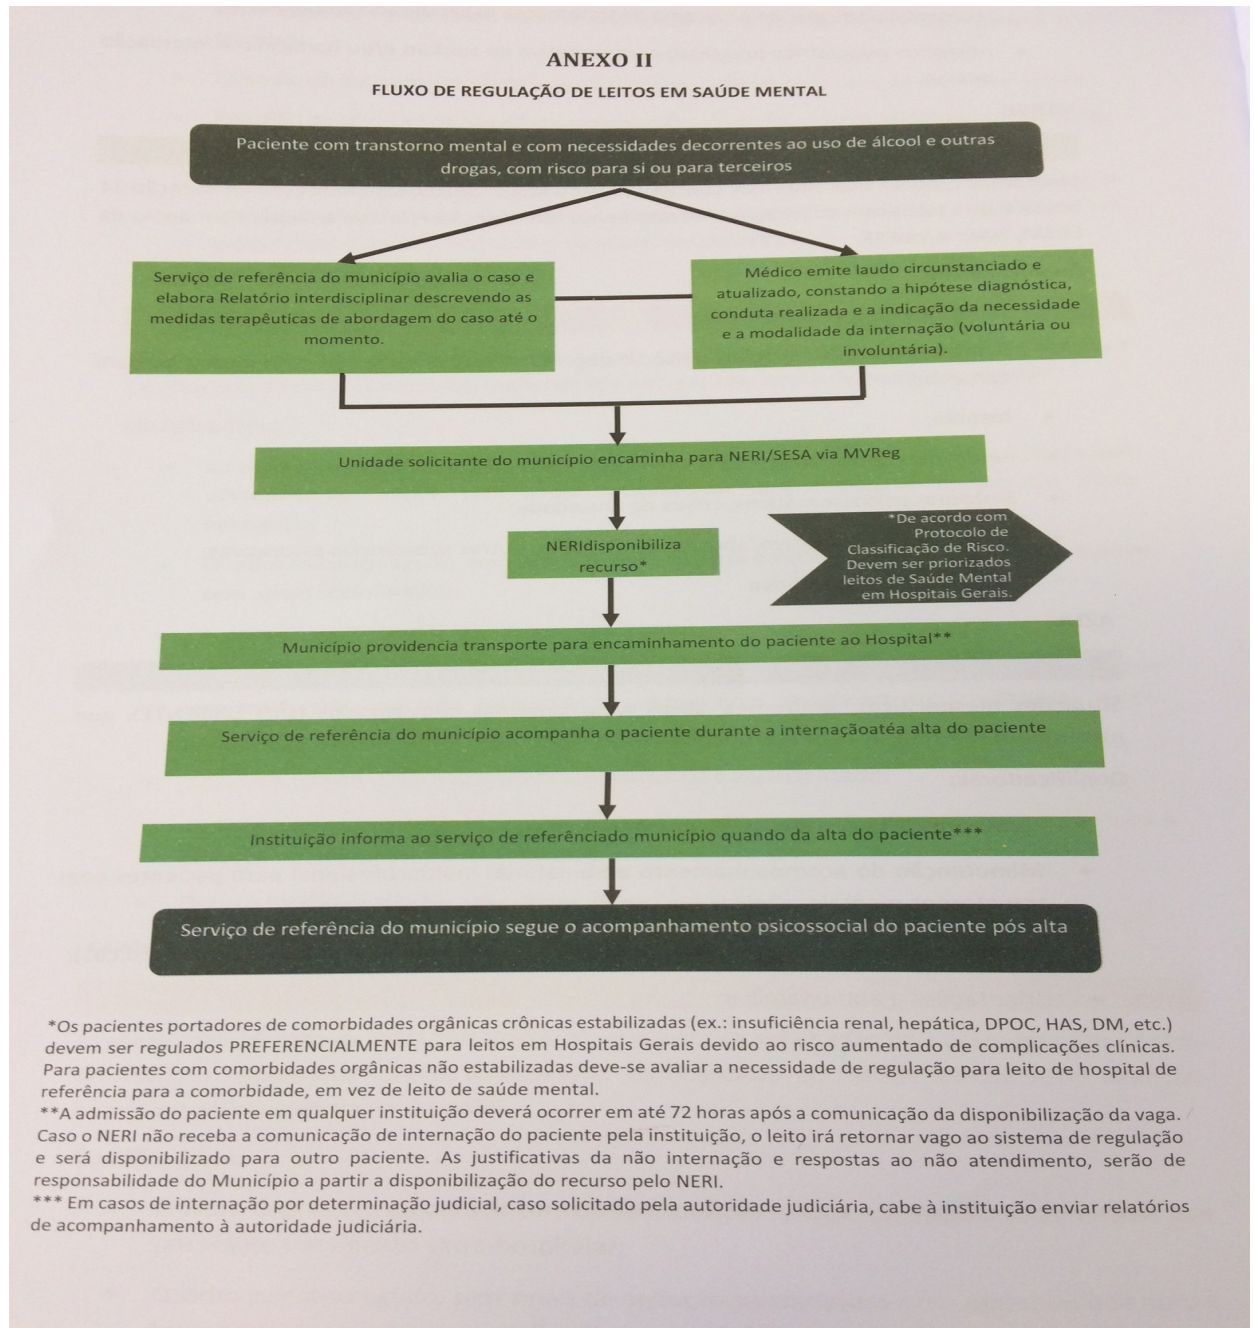 ANEXO II
FLUXO DE REGULAÇÃO DE LEITOS EM SAÚDE MENTAL
Paciente com transtorno mental e com necessidades decorrentes ao uso de álcool e outras
drogas, com risco para si ou para terceiros
Serviço de referência do município avalia o caso e
elabora Relatório interdisciplinar descrevendo as
medidas terapêuticas de abordagem do caso até o
momento.
Médico emite laudo circunstanciado e
atualizado, constando a hipótese diagnóstica,
conduta realizada e a indicação da necessidade
e a modalidade da internação (voluntária ou
involuntária).
Unidade solicitante do município encaminha para NERI/SESA via MVReg
NERIdisponibiliza
recurso*
*De acordo com
Protocolo de
Classificação de Risco.
Devem ser priorizados
leitos de Saúde Mental
em Hospitais Gerais.
Município providencia transporte para encaminhamento do paciente ao Hospital**
Serviço de referência do município acompanha o paciente durante a internaçãoatéa alta do paciente
Instituição informa ao serviço de referênciado município quando da alta do paciente***
Serviço de referência do município segue o acompanhamento psicossocial do paciente pós alta
*Os pacientes portadores de comorbidades orgânicas crônicas estabilizadas (ex.: insuficiência renal, hepática, DPOC, HAS, DM, etc.)
devem ser regulados PREFERENCIALMENTE para leitos em Hospitais Gerais devido ao risco aumentado de complicações clínicas.
Para pacientes com comorbidades orgânicas não estabilizadas deve-se avaliar a necessidade de regulação para leito de hospital de
referência para a comorbidade, em vez de leito de saúde mental.
**A admissão do paciente em qualquer instituição deverá ocorrer em até 72 horas após a comunicação da disponibilização da vaga.
Caso o NERI não receba a comunicação de internação do paciente pela instituição, o leito irá retornar vago ao sistema de regulação
e será disponibilizado para outro paciente. As justificativas da não internação e respostas ao não atendimento, serão de
responsabilidade do Município a partir a disponibilização do recurso pelo NERI.
*** Em casos de internação por determinação judicial, caso solicitado pela autoridade judiciária, cabe à instituição enviar relatórios
de acompanhamento à autoridade judiciária.